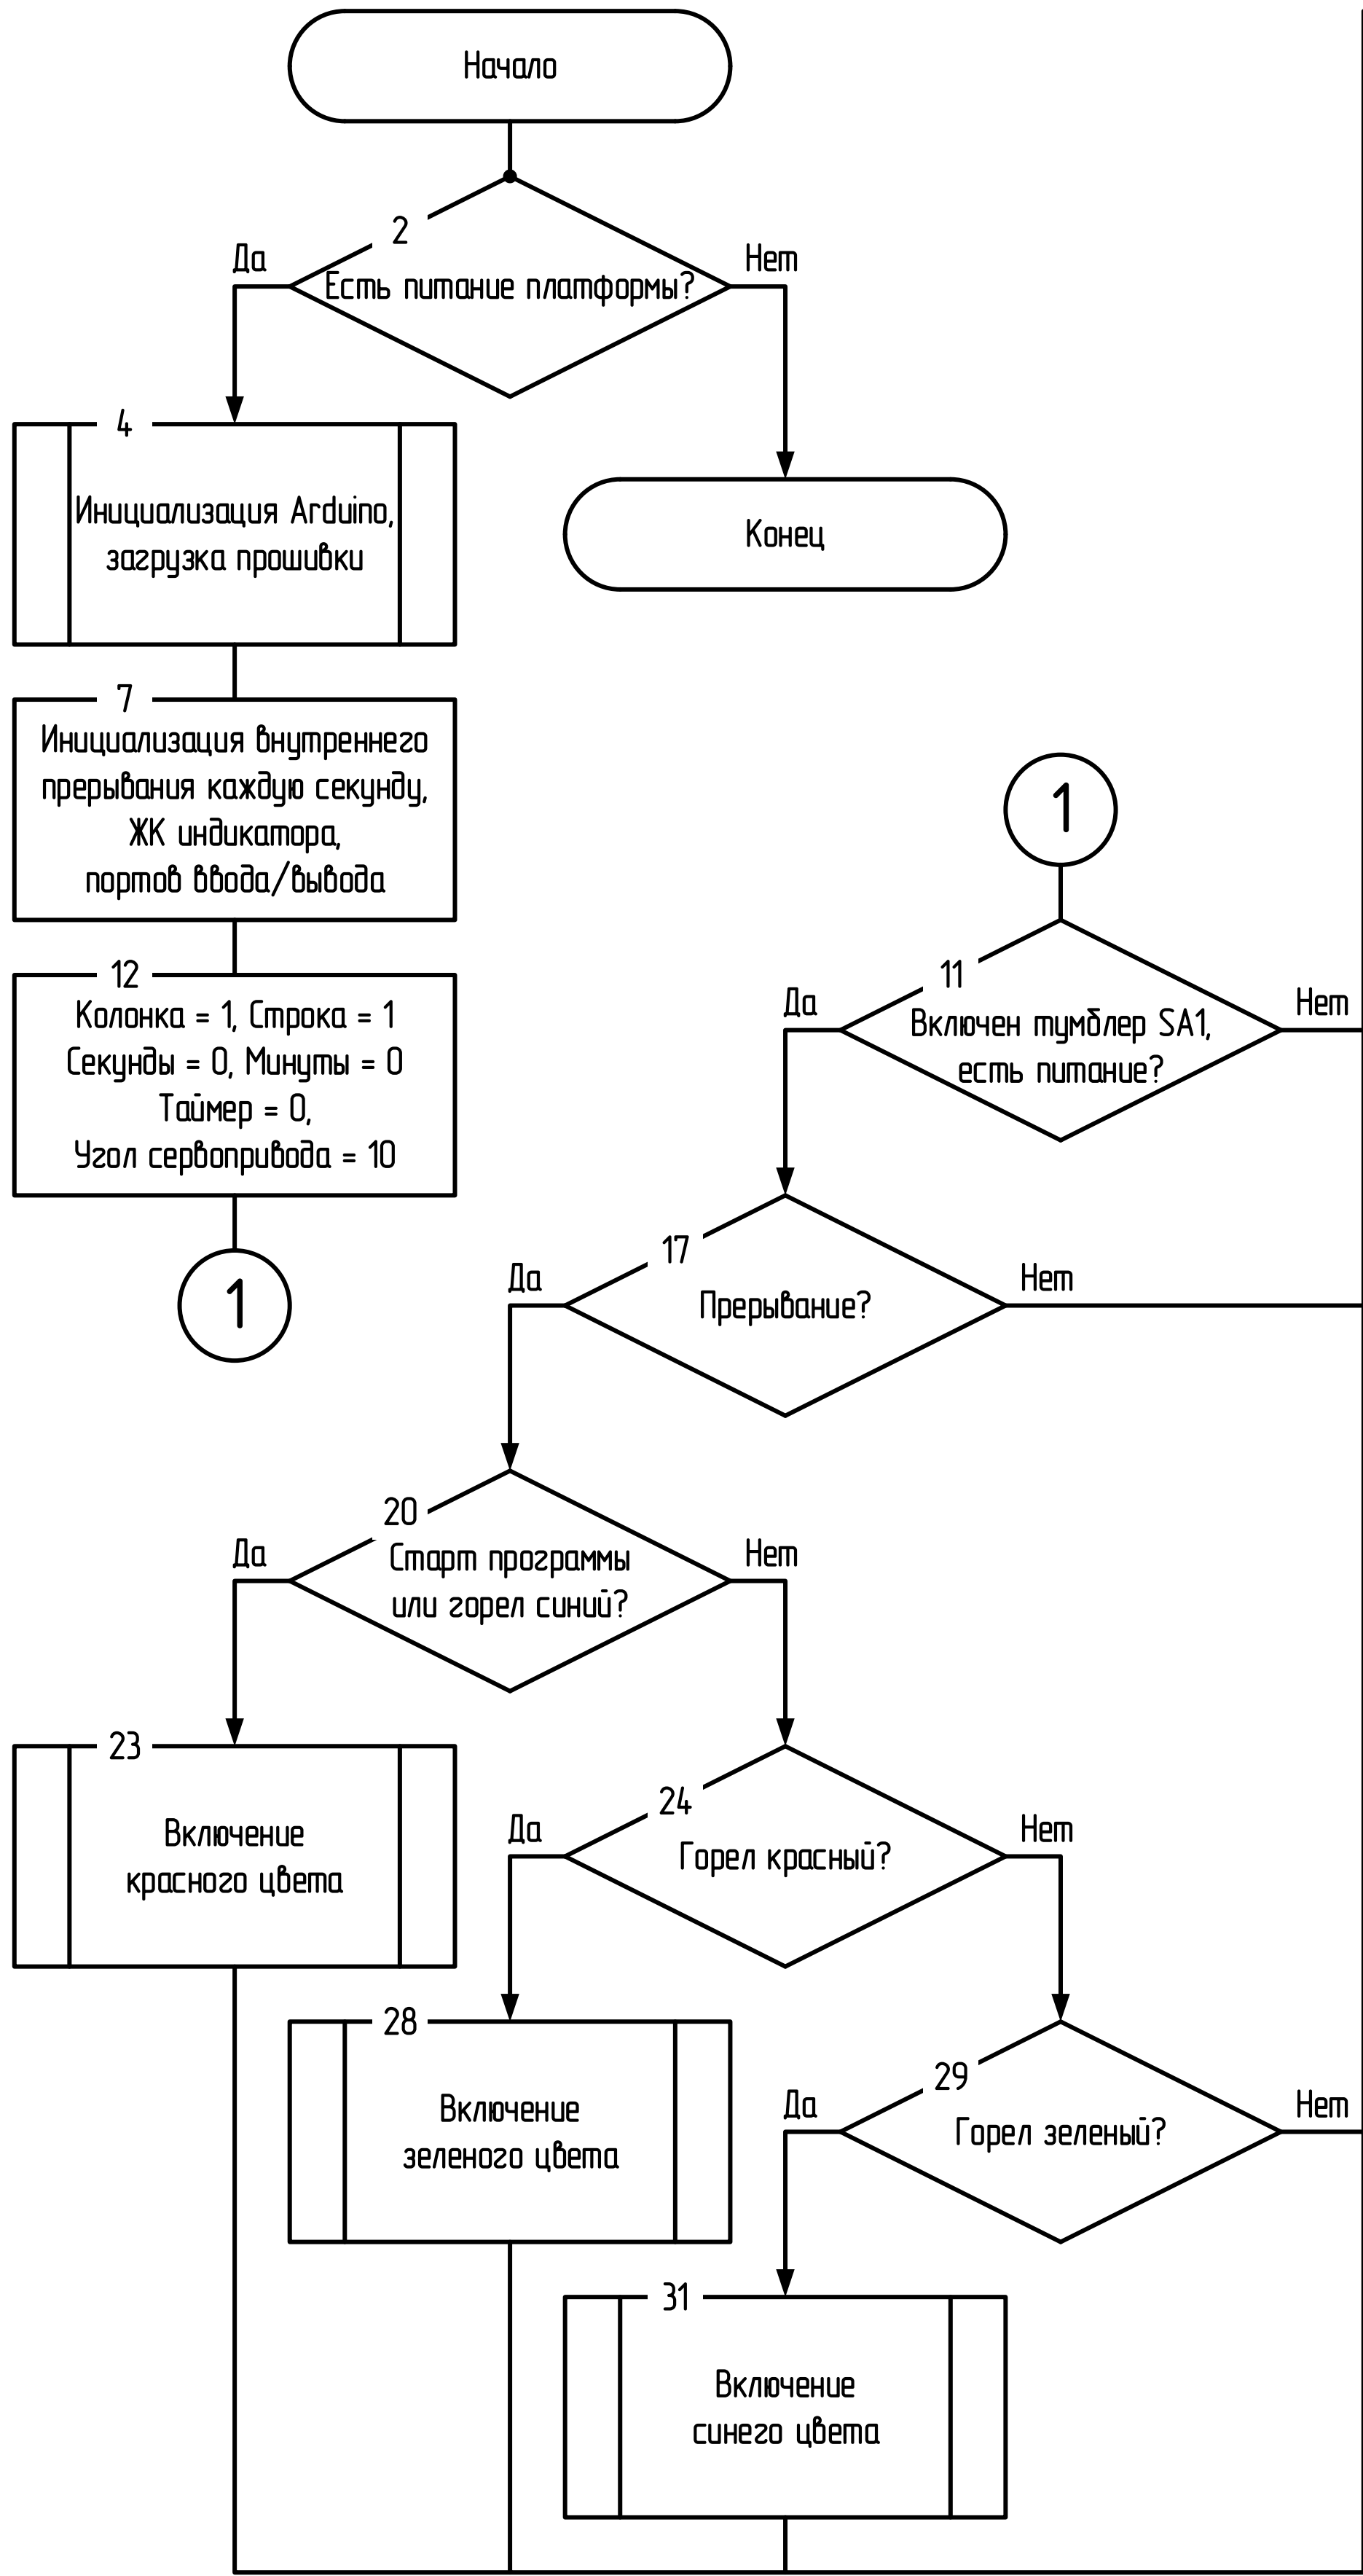 Начало
2
Да
Нет
Есть питание платформы?
4
Инициализация Arduino,
загрузка прошивки
Конец
7
Инициализация внутреннего
прерывания каждую секунду,
ЖК индикатора,
портов ввода/вывода
1
12
Колонка = 1, Строка = 1
Секунды = 0, Минуты = 0
Таймер = 0,
Угол сервопривода = 10
11
Да
Нет
Включен тумблер SA1,
есть питание?
1
17
Да
Нет
Прерывание?
20
Да
Нет
Старт программы
или горел синий?
23
Включение
красного цвета
24
Да
Нет
Горел красный?
28
Включение
зеленого цвета
29
Да
Нет
Горел зеленый?
31
Включение
синего цвета